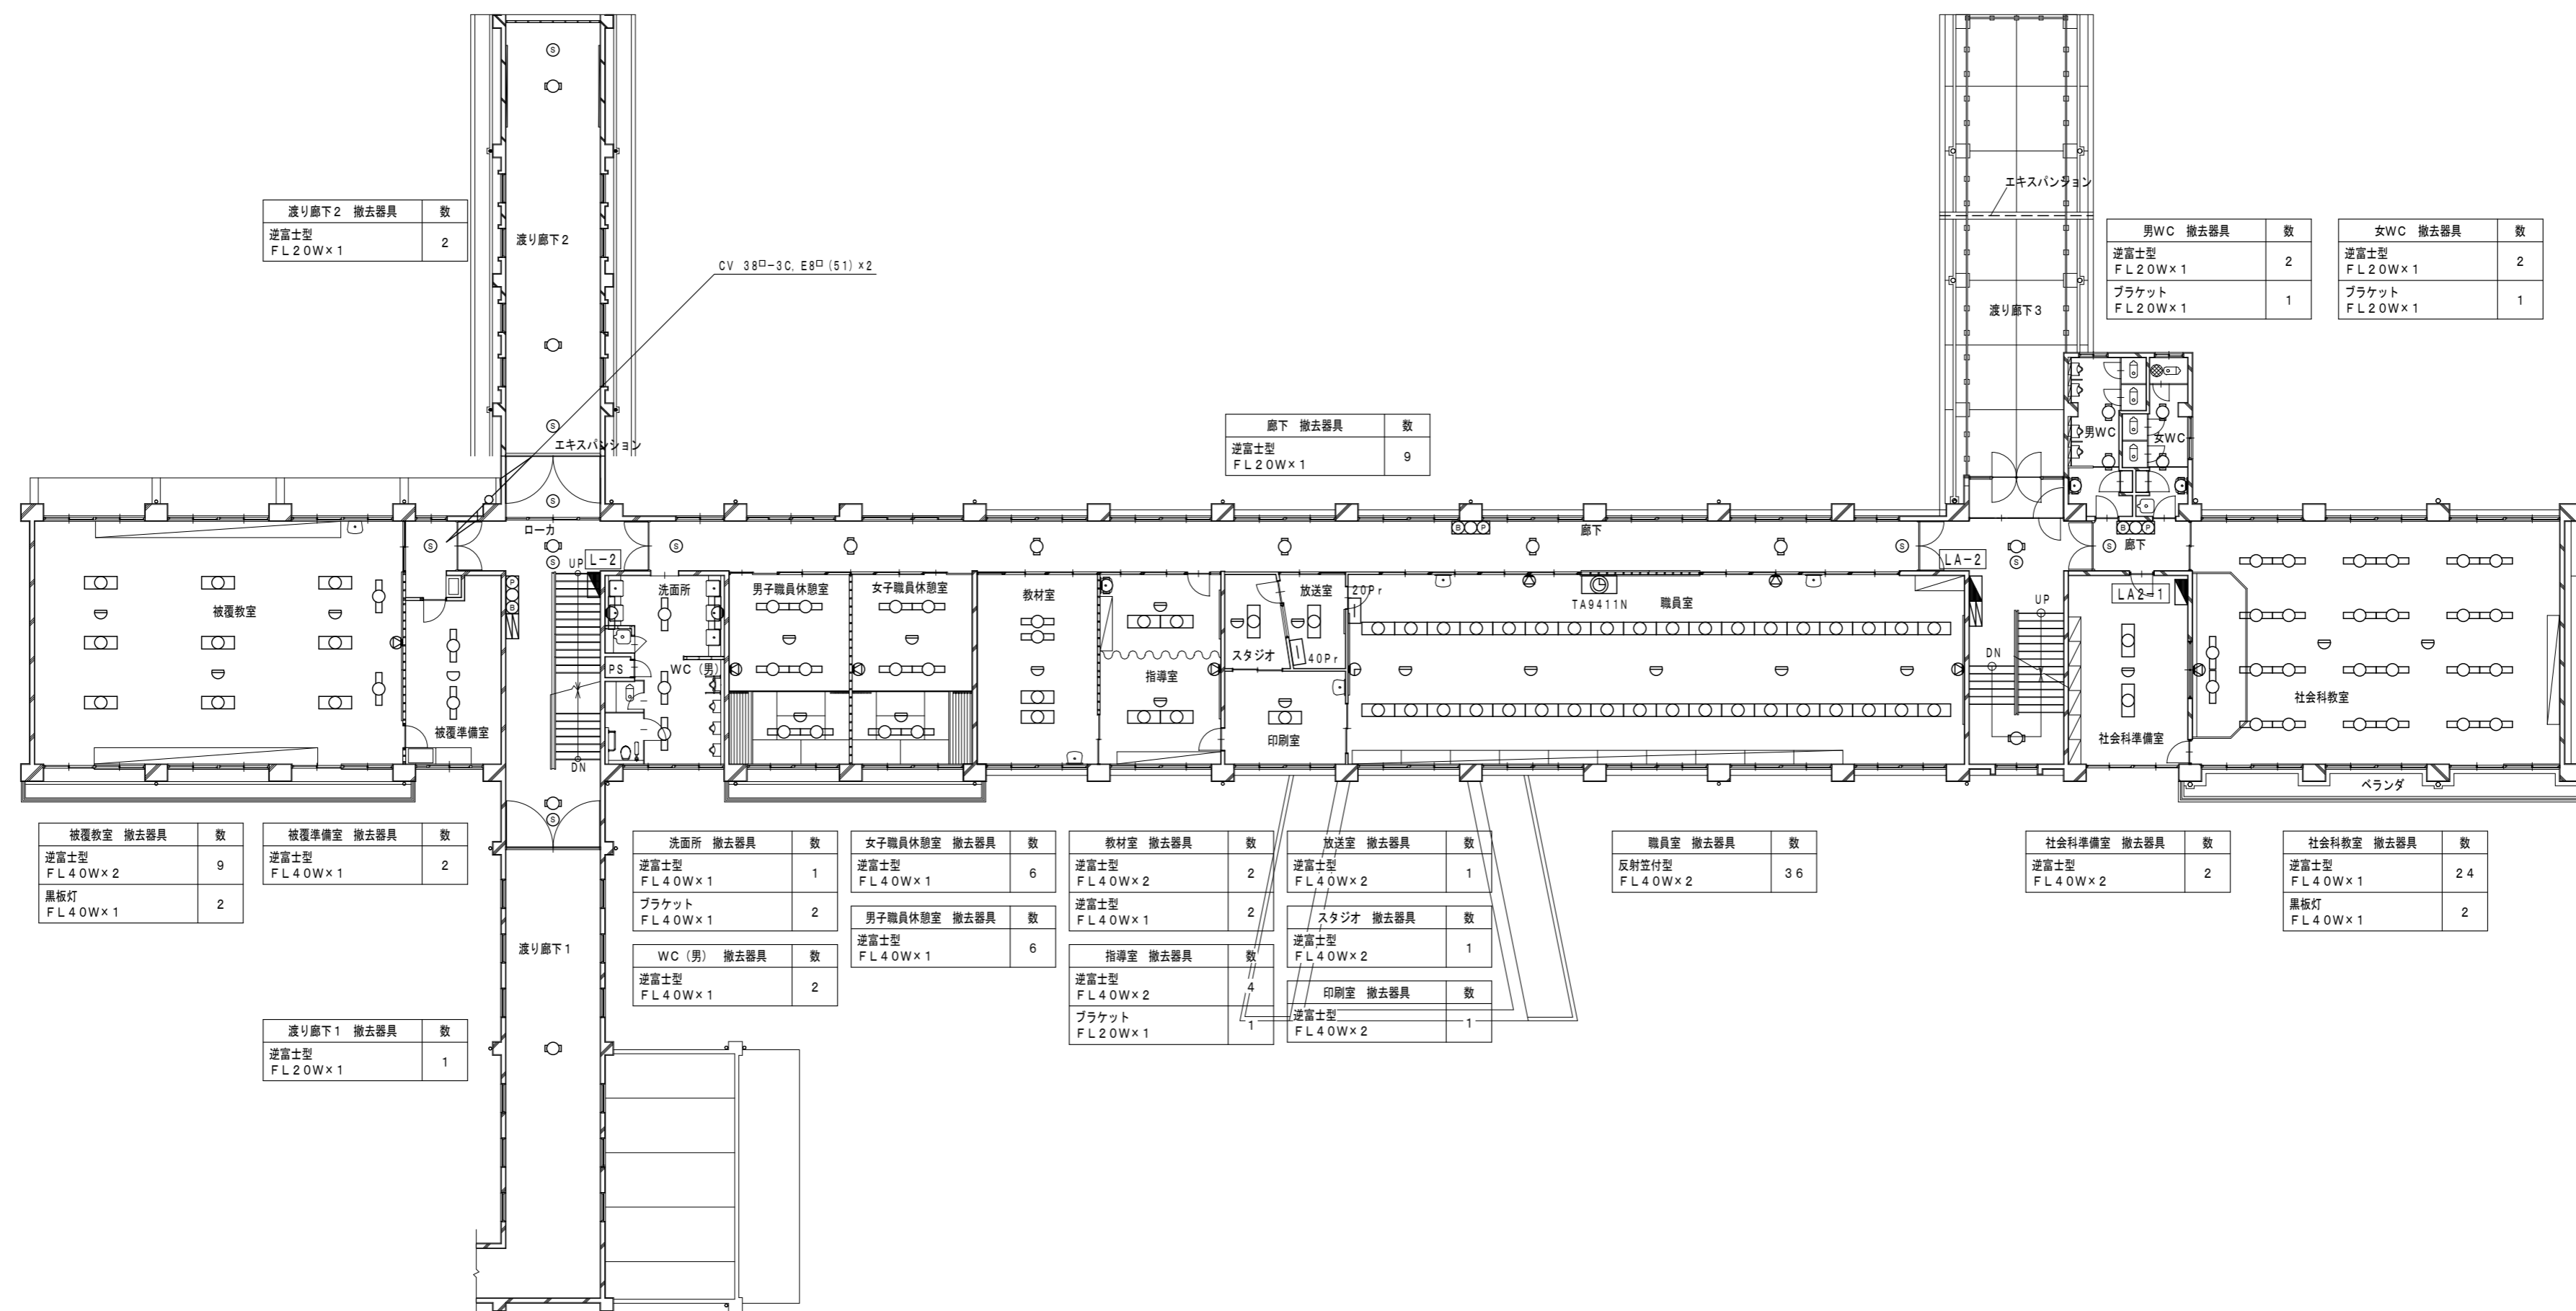 渡り廊下2 撤去器具 数
逆富士型
FL20W×1 2
渡り廊下2
CV 38□-3C, E8□ (51) ×2
エキスパンション
エキスパンション
渡り廊下3
男WC 撤去器具 数
逆富士型
FL20W×1 2
ブラケット
FL20W×1 1
女WC 撤去器具 数
逆富士型
FL20W×1 2
ブラケット
FL20W×1 1
廊下 撤去器具 数
逆富士型
FL20W×1 9
男WC
女WC
ローカ
廊下
廊下
UP
L-2
LA-2
LA2-1
被覆教室
被覆準備室
洗面所
PS
WC (男)
DN
男子職員休憩室
女子職員休憩室
教材室
指導室
スタジオ
放送室
20Pr
40Pr
印刷室
TA9411N
職員室
UP
DN
社会科準備室
社会科教室
ベランダ
被覆教室 撤去器具 数
逆富士型
FL40W×2 9
黒板灯
FL40W×1 2
被覆準備室 撤去器具 数
逆富士型
FL40W×1 2
洗面所 撤去器具 数
逆富士型
FL40W×1 1
ブラケット
FL40W×1 2
WC (男) 撤去器具 数
逆富士型
FL40W×1 2
女子職員休憩室 撤去器具 数
逆富士型
FL40W×1 6
男子職員休憩室 撤去器具 数
逆富士型
FL40W×1 6
教材室 撤去器具 数
逆富士型
FL40W×2 2
逆富士型
FL40W×1 2
指導室 撤去器具 数
逆富士型
FL40W×2 4
ブラケット
FL20W×1 1
放送室 撤去器具 数
逆富士型
FL40W×2 1
スタジオ 撤去器具 数
逆富士型
FL40W×2 1
印刷室 撤去器具 数
逆富士型
FL40W×2 1
職員室 撤去器具 数
反射笠付型
FL40W×2 36
社会科準備室 撤去器具 数
逆富士型
FL40W×2 2
社会科教室 撤去器具 数
逆富士型
FL40W×1 24
黒板灯
FL40W×1 2
渡り廊下1
渡り廊下1 撤去器具 数
逆富士型
FL20W×1 1